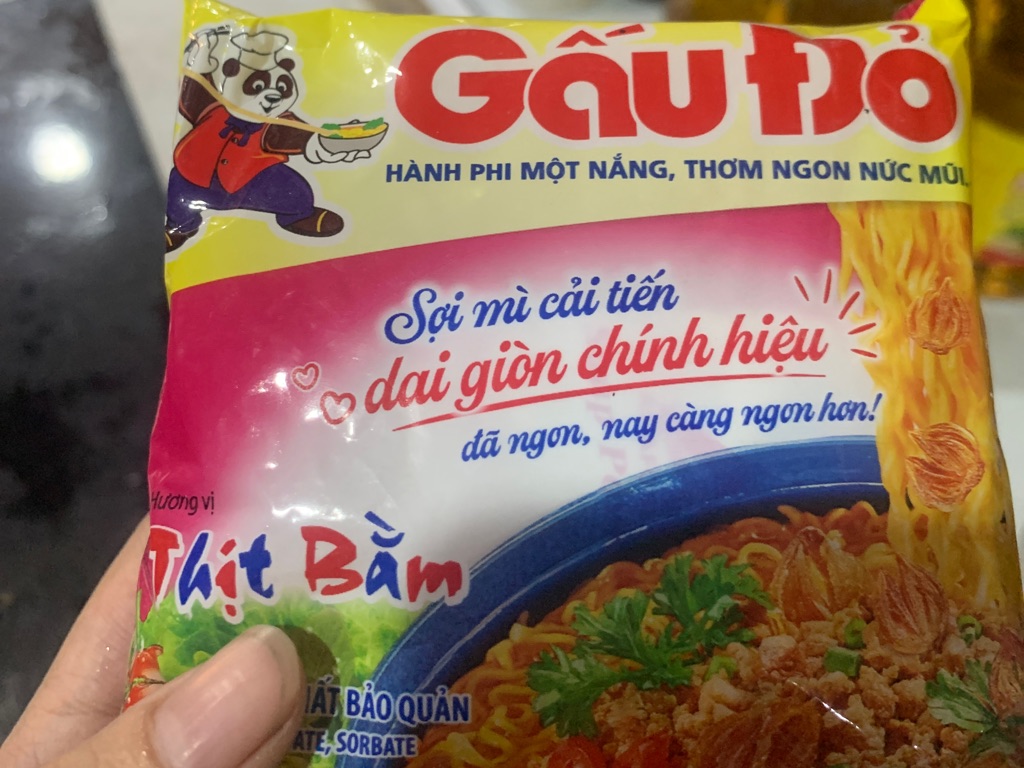 Gấu Đỏ
HÀNH PHI MỘT NẮNG, THƠM NGON NỨC MŨI.
Sợi mì cải tiến
dai giòn chính hiệu
đã ngon, nay càng ngon hơn!
Hương vị
Thịt Bằm
BẢO QUẢN
SORBATE